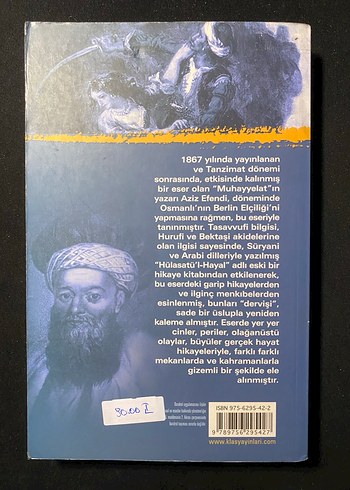 1867 yılında yayınlanan
ve Tanzimat dönemi
sonrasında, etkisinde kalınmış
bir eser olan "Muhayyelat"ın
yazarı Aziz Efendi, döneminde
Osmanlı'nın Berlin Elçiliği'ni
yapmasına rağmen, bu eseriyle
tanınmıştır. Tasavvufi bilgisi,
Hurufi ve Bektaşi akidelerine
olan ilgisi sayesinde, Süryani
ve Arabi dilleriyle yazılmış
"Hülasatü'l-Hayal" adlı eski bir
hikaye kitabından etkilenerek,
bu eserdeki garip hikayelerden
ve ilginç menkıbelerden
esinlenmiş, bunları "dervişi",
sade bir üslupla yeniden
kaleme almıştır. Eserde yer yer
cinler, periler, olağanüstü
olaylar, büyüler gerçek hayat
hikayeleriyle, farklı farklı
mekanlarda ve kahramanlarla
gizemli bir şekilde ele
alınmıştır.
ISBN 975-6295-42-2
9 789756 295427
www.klasyayinlari.com